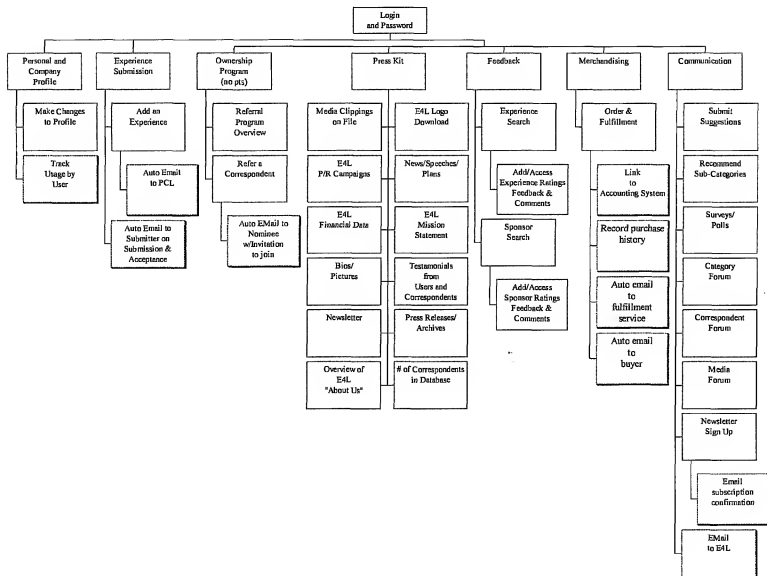 Login
and Password
Personal and
Company
Profile
Make Changes
to Profile
Track
Usage by
User
Experience
Submission
Add an
Experience
Auto Email
to PCL
Auto Email to
Submitter on
Submission &
Acceptance
Ownership
Program
(no pts)
Referral
Program
Overview
Refer a
Correspondent
Auto EMail to
Nominee
w/Invitation
to join
Press Kit
Media Clippings
on File
E4L
P/R Campaigns
E4L
Financial Data
Bios/
Pictures
Newsletter
Overview of
E4L
"About Us"
E4L Logo
Download
News/Speeches/
Plans
E4L
Mission
Statement
Testamonials
from
Users and
Correspondents
Press Releases/
Archives
# of Correspondents
in Database
Feedback
Experience
Search
Add/Access
Experience Ratings
Feedback &
Comments
Sponsor
Search
Add/Access
Sponsor Ratings
Feedback &
Comments
Merchandising
Order &
Fulfillment
Link
to
Accounting System
Record purchase
history
Auto email
to
fulfillment
service
Auto email
to
buyer
Communication
Submit
Suggestions
Recommend
Sub-Categories
Surveys/
Polls
Category
Forum
Correspondent
Forum
Media
Forum
Newsletter
Sign Up
Email
subscription
confirmation
EMail
to E4L